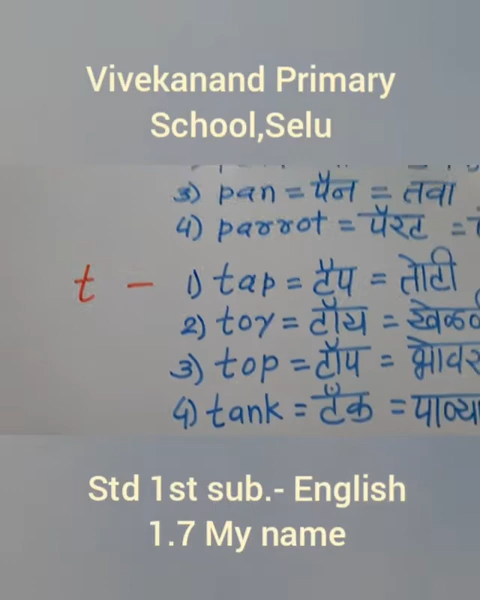 Vivekanand Primary
School,Selu
3) pan = पॅन = तवा
4) parrot = पॅरट =
t - 1) tap = टॅप = तोटी
2) toy = टॉय =
3) top = टॉप =
4) tank = टँक =
Std 1st sub.- English
1.7 My name